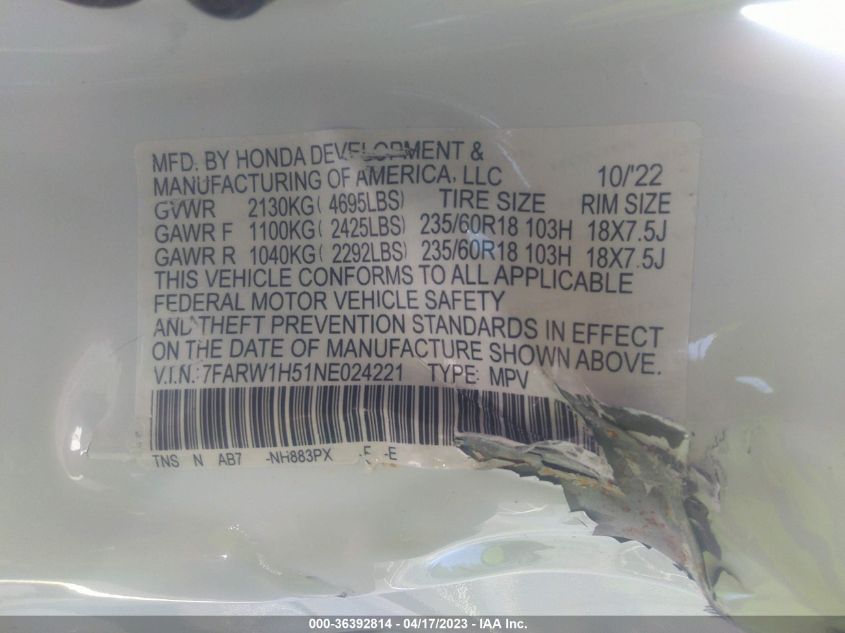 MFD. BY HONDA DEVELOPMENT &
MANUFACTURING OF AMERICA, LLC 10/'22
GVWR 2130KG( 4695LBS) TIRE SIZE RIM SIZE
GAWR F 1100KG( 2425LBS) 235/60R18 103H 18X7.5J
GAWR R 1040KG( 2292LBS) 235/60R18 103H 18X7.5J
THIS VEHICLE CONFORMS TO ALL APPLICABLE
FEDERAL MOTOR VEHICLE SAFETY
AND THEFT PREVENTION STANDARDS IN EFFECT
ON THE DATE OF MANUFACTURE SHOWN ABOVE.
V.I.N.: 7FARW1H51NE024221 TYPE: MPV
TNS N AB7 -NH883PX -E -E
000-36392814 - 04/17/2023 - IAA Inc.